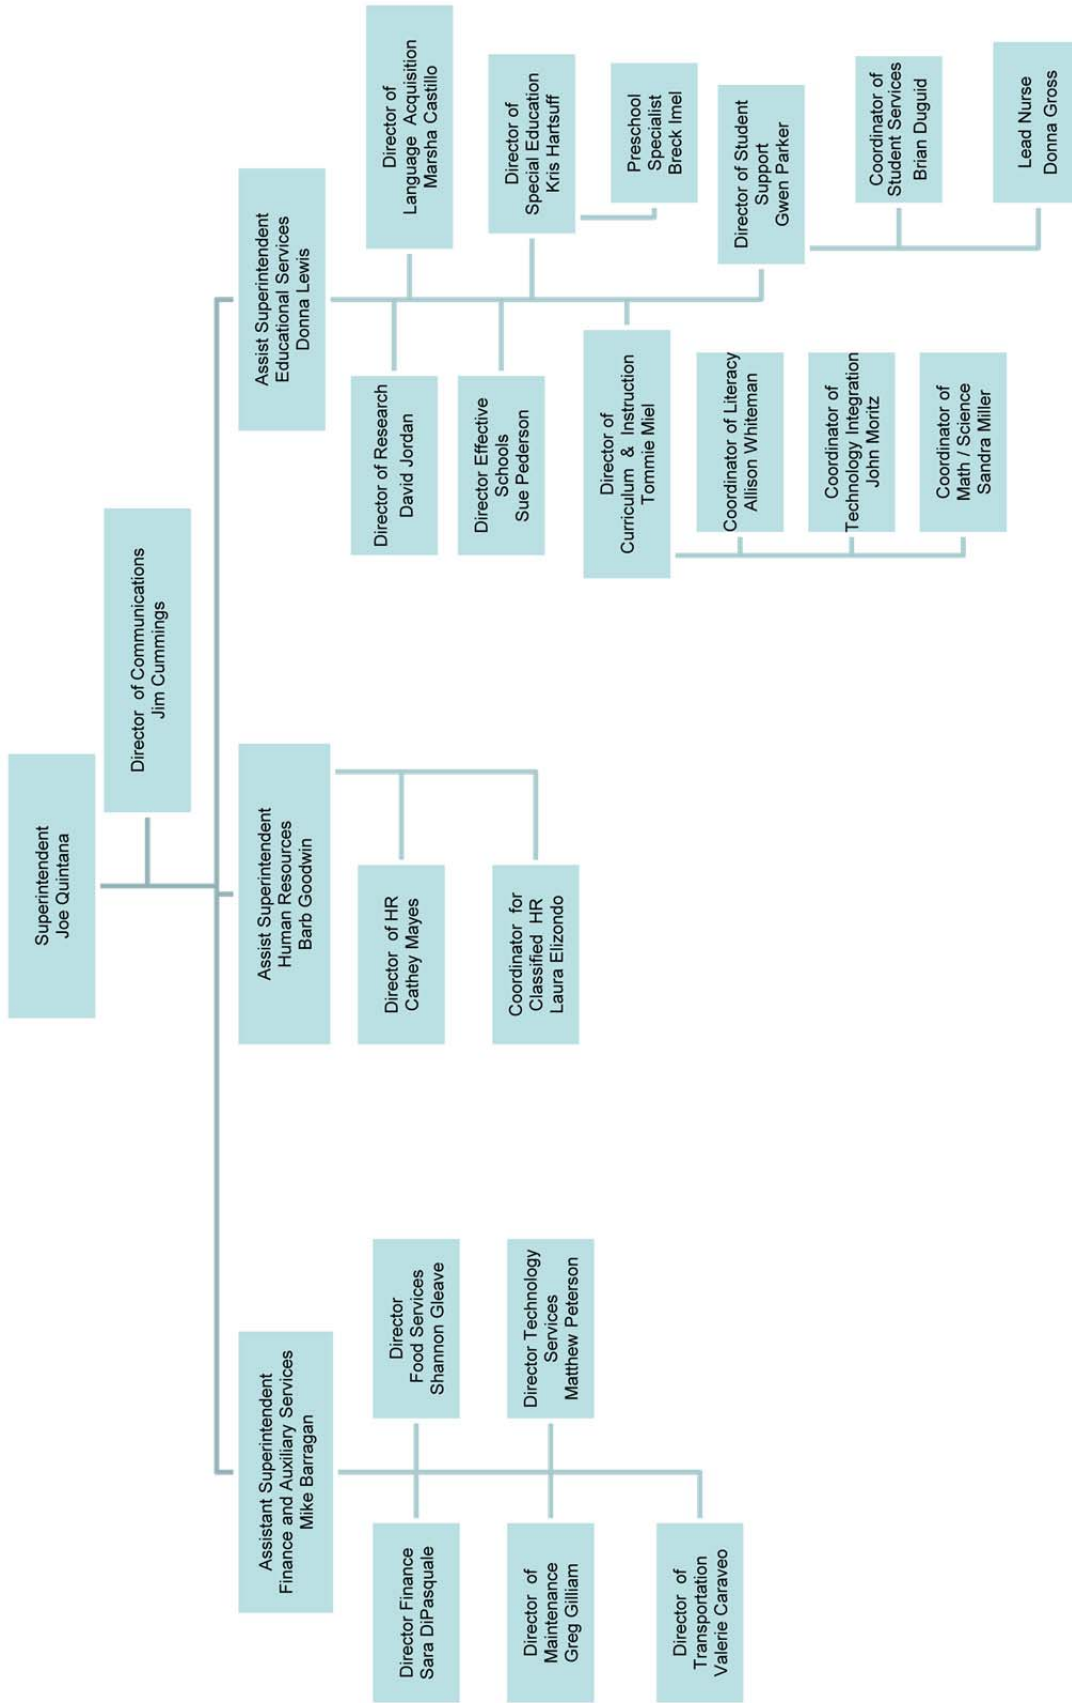 Superintendent
Joe Quintana
Director of Communications
Jim Cummings
Assistant Superintendent
Finance and Auxiliary Services
Mike Barragan
Director Finance
Sara DiPasquale
Director
Food Services
Shannon Gleave
Director of
Maintenance
Greg Gilliam
Director Technology
Services
Matthew Peterson
Director of
Transportation
Valerie Caraveo
Assist Superintendent
Human Resources
Barb Goodwin
Director of HR
Cathey Mayes
Coordinator for
Classified HR
Laura Elizondo
Assist Superintendent
Educational Services
Donna Lewis
Director of Research
David Jordan
Director of
Language Acquisition
Marsha Castillo
Director Effective
Schools
Sue Pederson
Director of
Special Education
Kris Hartsuff
Preschool
Specialist
Breck Imel
Director of
Curriculum & Instruction
Tommie Miel
Coordinator of Literacy
Allison Whiteman
Coordinator of
Technology Integration
John Moritz
Coordinator of
Math / Science
Sandra Miller
Director of Student
Support
Gwen Parker
Coordinator of
Student Services
Brian Duguid
Lead Nurse
Donna Gross